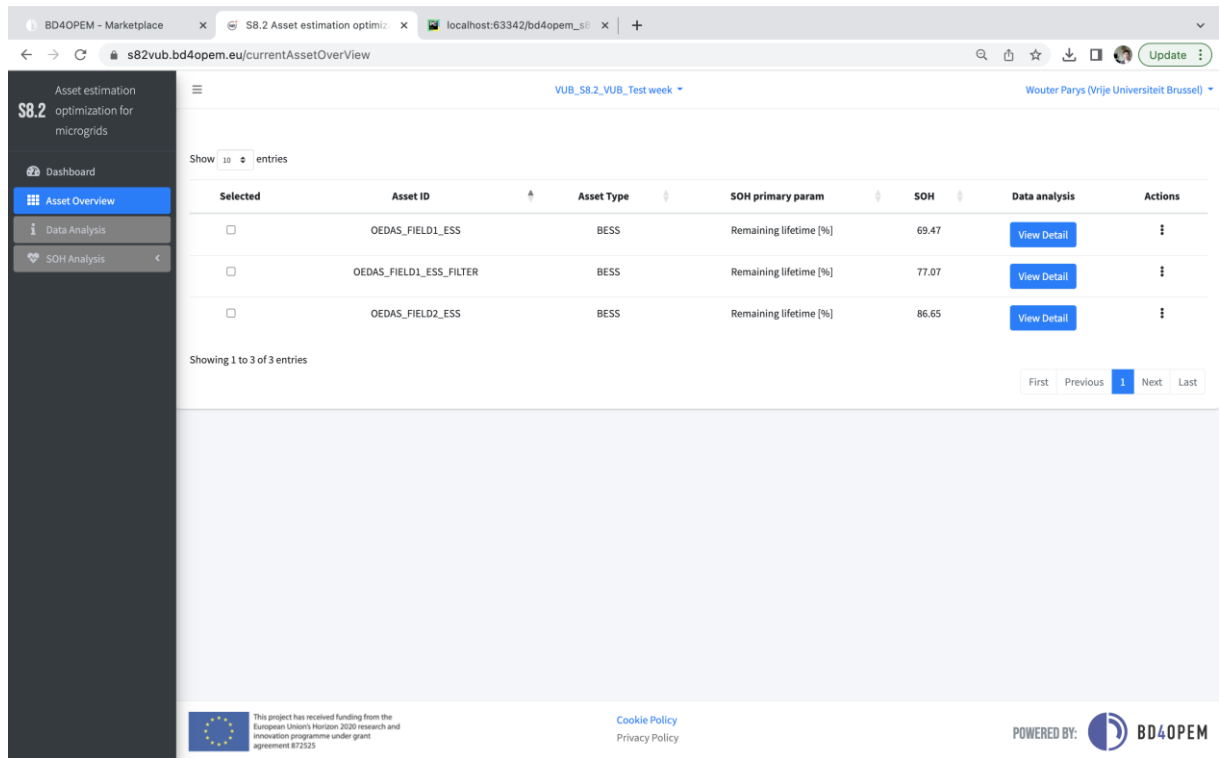 BD4OPEM - Marketplace
S8.2 Asset estimation optimiz
localhost:63342/bd4opem_s8
s82vub.bd4opem.eu/currentAssetOverView
Update
S8.2
Asset estimation
optimization for
microgrids
Dashboard
Asset Overview
Data Analysis
SOH Analysis
VUB_S8.2_VUB_Test week
Wouter Parys (Vrije Universiteit Brussel)
Show 10 entries
Selected Asset ID Asset Type SOH primary param SOH Data analysis Actions
OEDAS_FIELD1_ESS BESS Remaining lifetime [%] 69.47 View Detail
OEDAS_FIELD1_ESS_FILTER BESS Remaining lifetime [%] 77.07 View Detail
OEDAS_FIELD2_ESS BESS Remaining lifetime [%] 86.65 View Detail
Showing 1 to 3 of 3 entries
First Previous 1 Next Last
This project has received funding from the
European Union's Horizon 2020 research and
innovation programme under grant
agreement 872525
Cookie Policy
Privacy Policy
POWERED BY: BD4OPEM